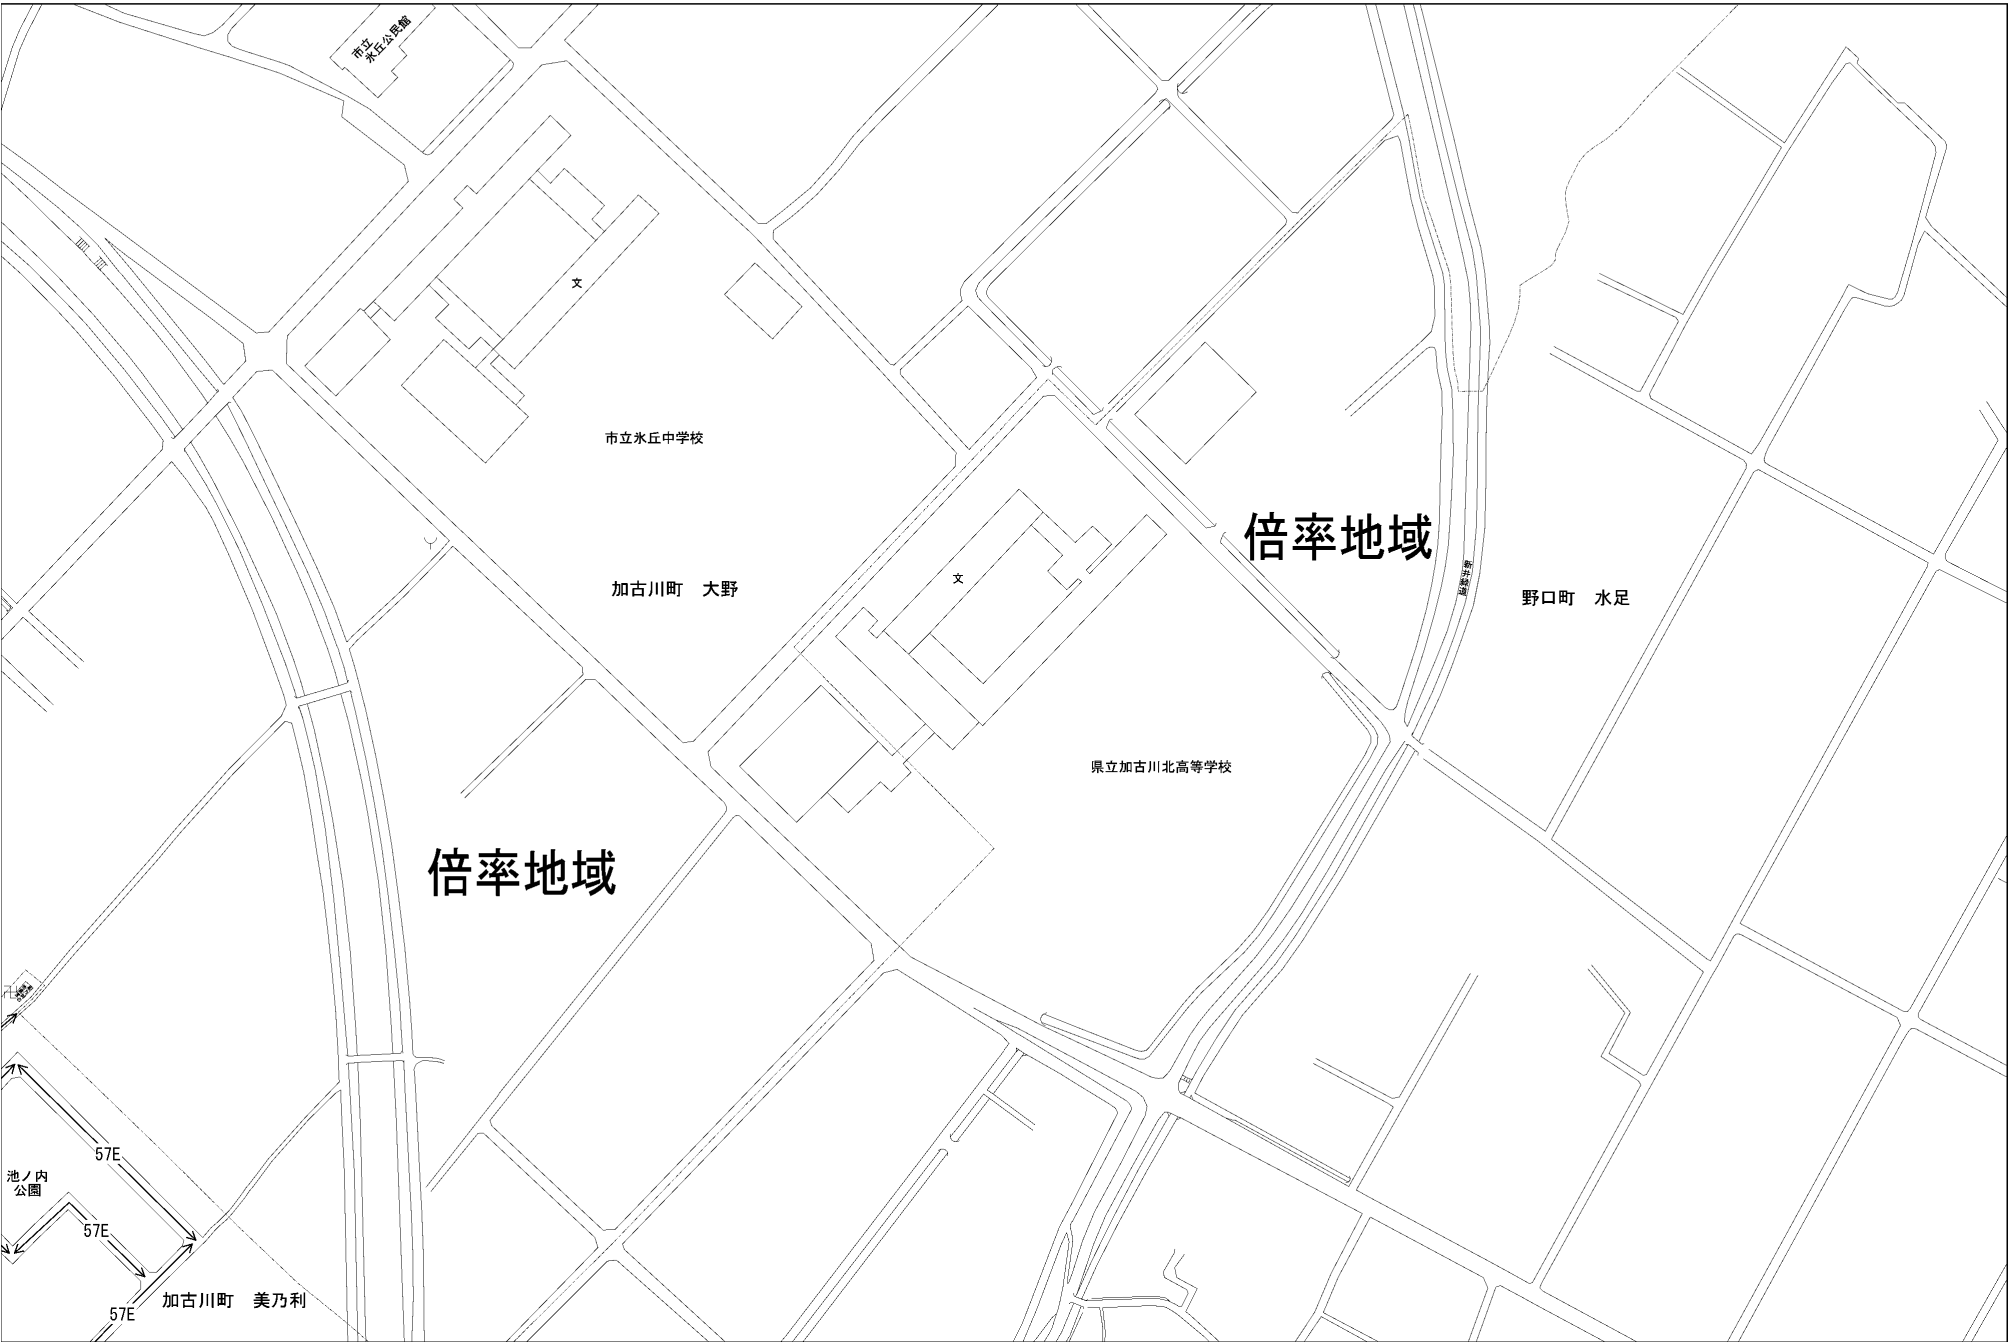 市立
氷丘公民館
文
市立氷丘中学校
倍率地域
文
加古川町　大野
野口町　水足
県立加古川北高等学校
倍率地域
57E
池ノ内
公園
57E
加古川町　美乃利
57E